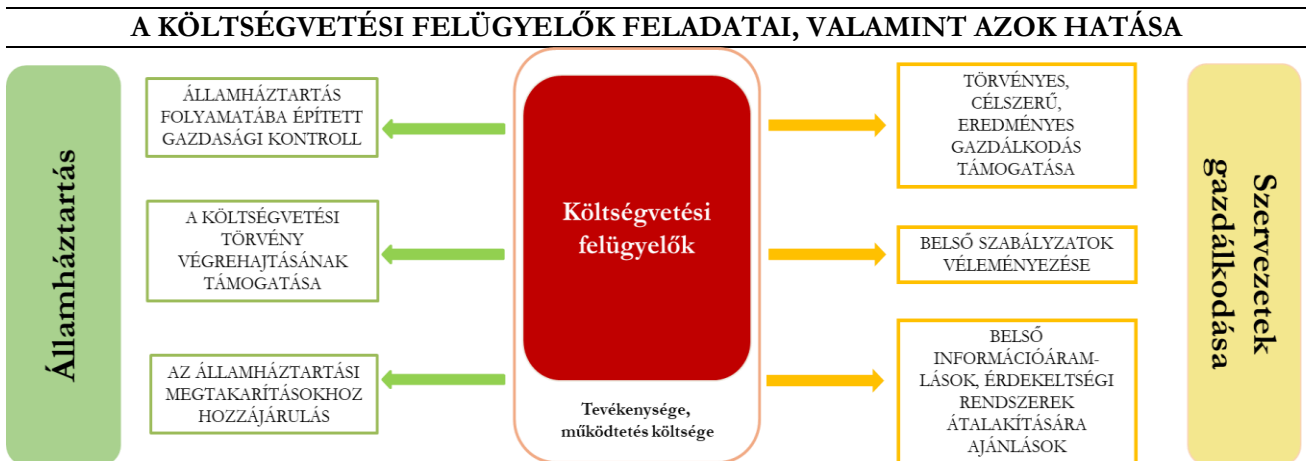 A KÖLTSÉGVETÉSI FELÜGYELŐK FELADATAI, VALAMINT AZOK HATÁSA
Államháztartás
ÁLLAMHÁZTARTÁS
FOLYAMATÁBA ÉPÍTETT
GAZDASÁGI KONTROLL
A KÖLTSÉGVETÉSI
TÖRVÉNY
VÉGREHAJTÁSÁNAK
TÁMOGATÁSA
AZ ÁLLAMHÁZTARTÁSI
MEGTAKARÍTÁSOKHOZ
HOZZÁJÁRULÁS
Költségvetési
felügyelők
Tevékenysége,
működtetés költsége
TÖRVÉNYES,
CÉLSZERŰ,
EREDMÉNYES
GAZDÁLKODÁS
TÁMOGATÁSA
BELSŐ SZABÁLYZATOK
VÉLEMÉNYEZÉSE
BELSŐ
INFORMÁCIÓÁRAM-
LÁSOK, ÉRDEKELTSÉGI
RENDSZEREK
ÁTALAKÍTÁSÁRA
AJÁNLÁSOK
Szervezetek
gazdálkodása